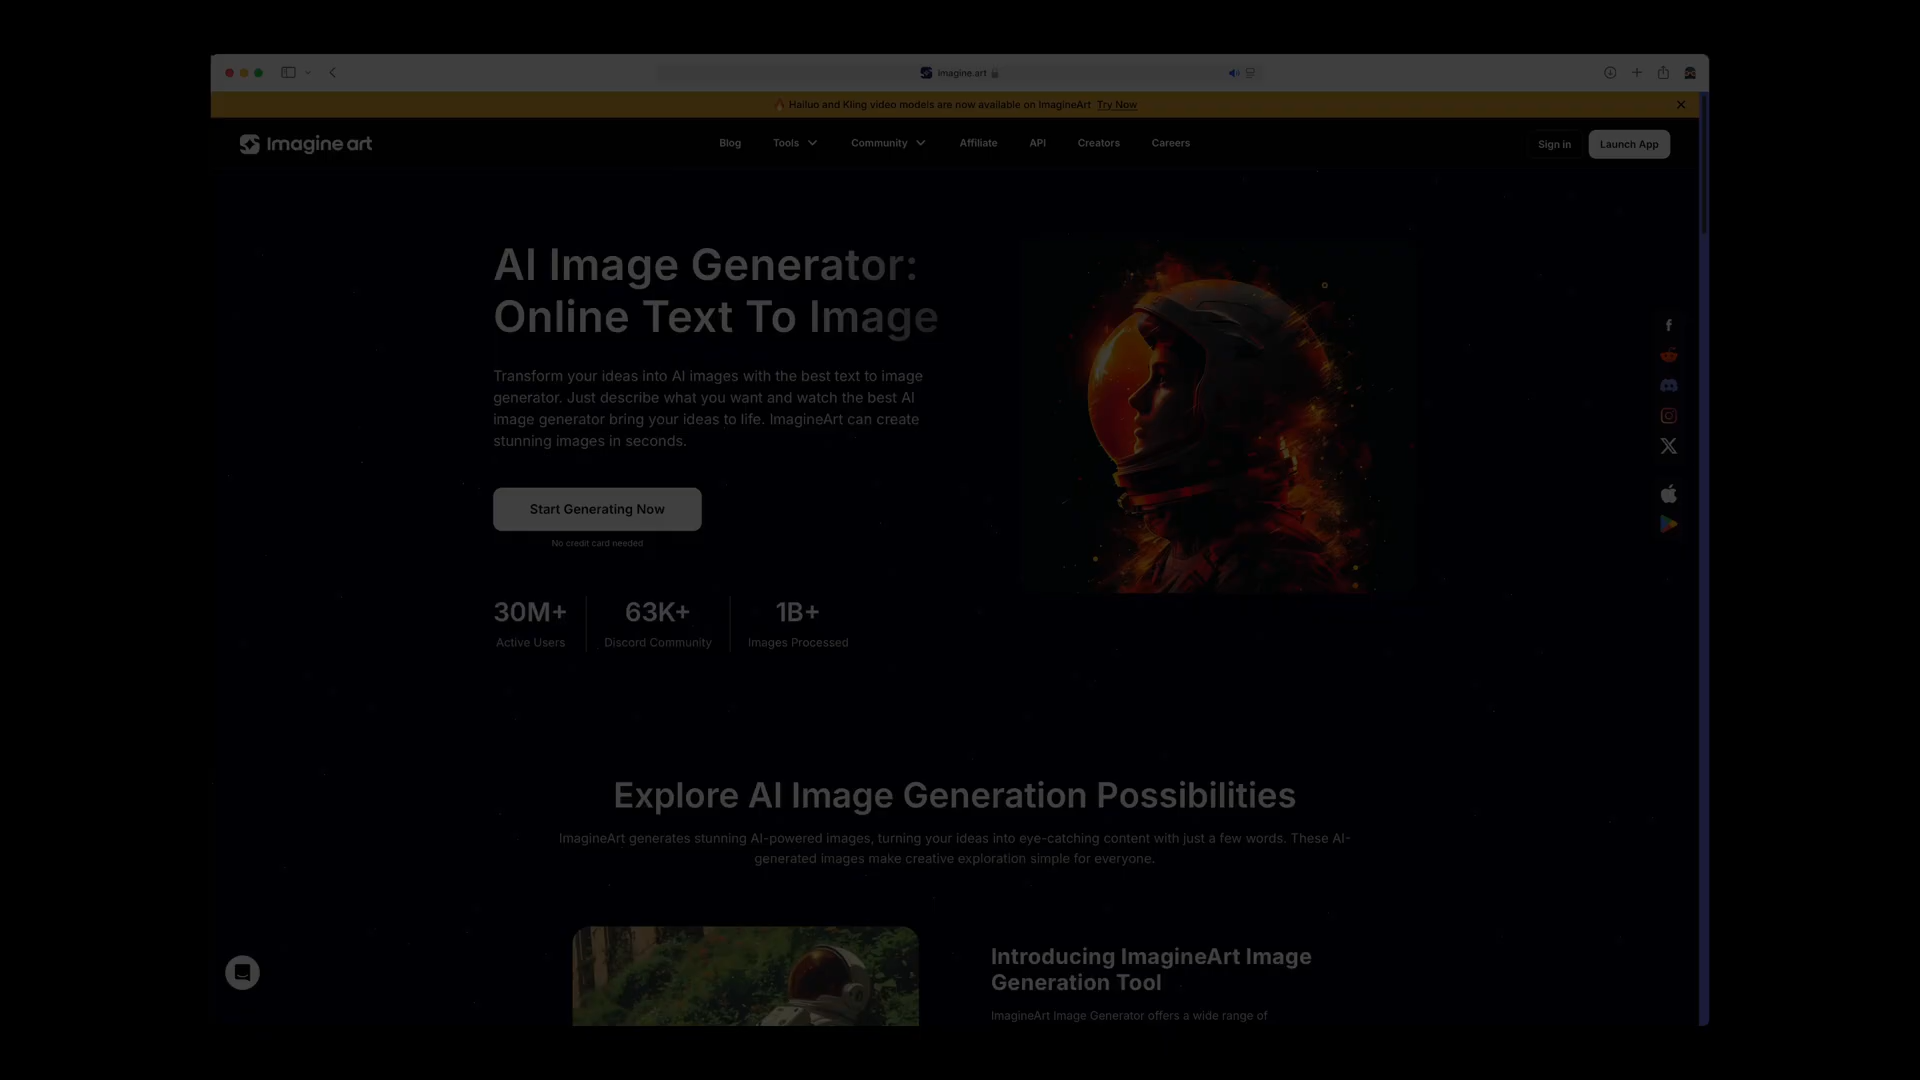 imagine.art
Hailuo and Kling video models are now available on ImagineArt Try Now
Imagine art
Blog
Tools
Community
Affiliate
API
Creators
Careers
Sign in
Launch App
AI Image Generator:
Online Text To Image
Transform your ideas into AI images with the best text to image
generator. Just describe what you want and watch the best AI
image generator bring your ideas to life. ImagineArt can create
stunning images in seconds.
Start Generating Now
No credit card needed
30M+
Active Users
63K+
Discord Community
1B+
Images Processed
Explore AI Image Generation Possibilities
ImagineArt generates stunning AI-powered images, turning your ideas into eye-catching content with just a few words. These AI-
generated images make creative exploration simple for everyone.
Introducing ImagineArt Image
Generation Tool
ImagineArt Image Generator offers a wide range of